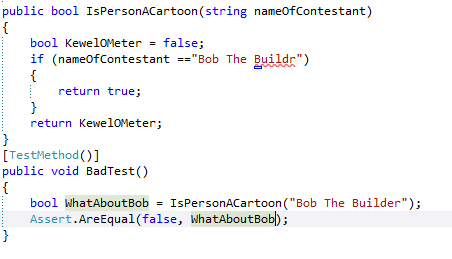 public bool IsPersonACartoon(string nameOfContestant)
{
bool KewelOMeter = false;
if (nameOfContestant =="Bob The Buildr")
{
return true;
}
return KewelOMeter;
}
[TestMethod()]
public void BadTest()
{
bool WhatAboutBob = IsPersonACartoon("Bob The Builder");
Assert.AreEqual(false, WhatAboutBob);
}